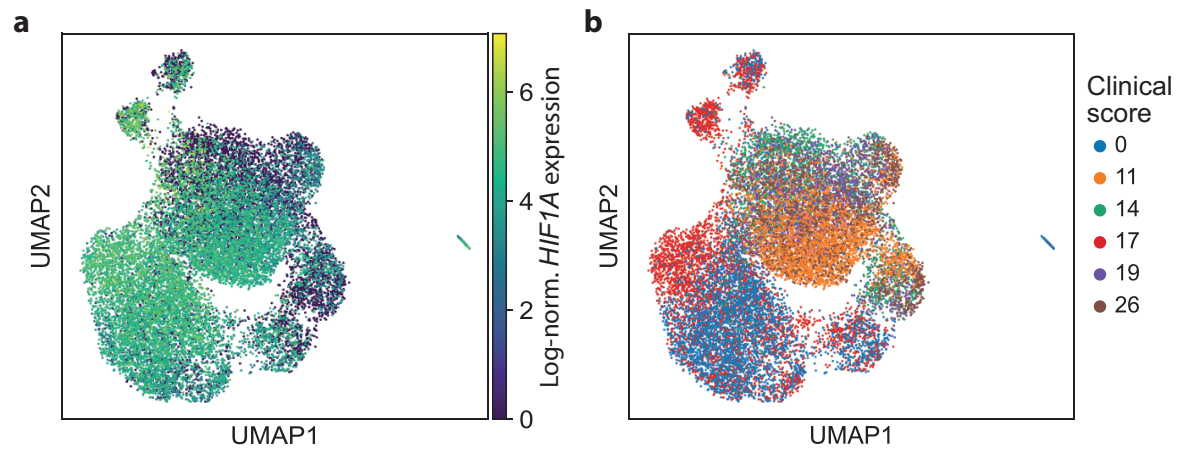 a
UMAP2
UMAP1
6
4
2
0
Log-norm. HIF1A expression
b
UMAP2
UMAP1
Clinical
score
0
11
14
17
19
26